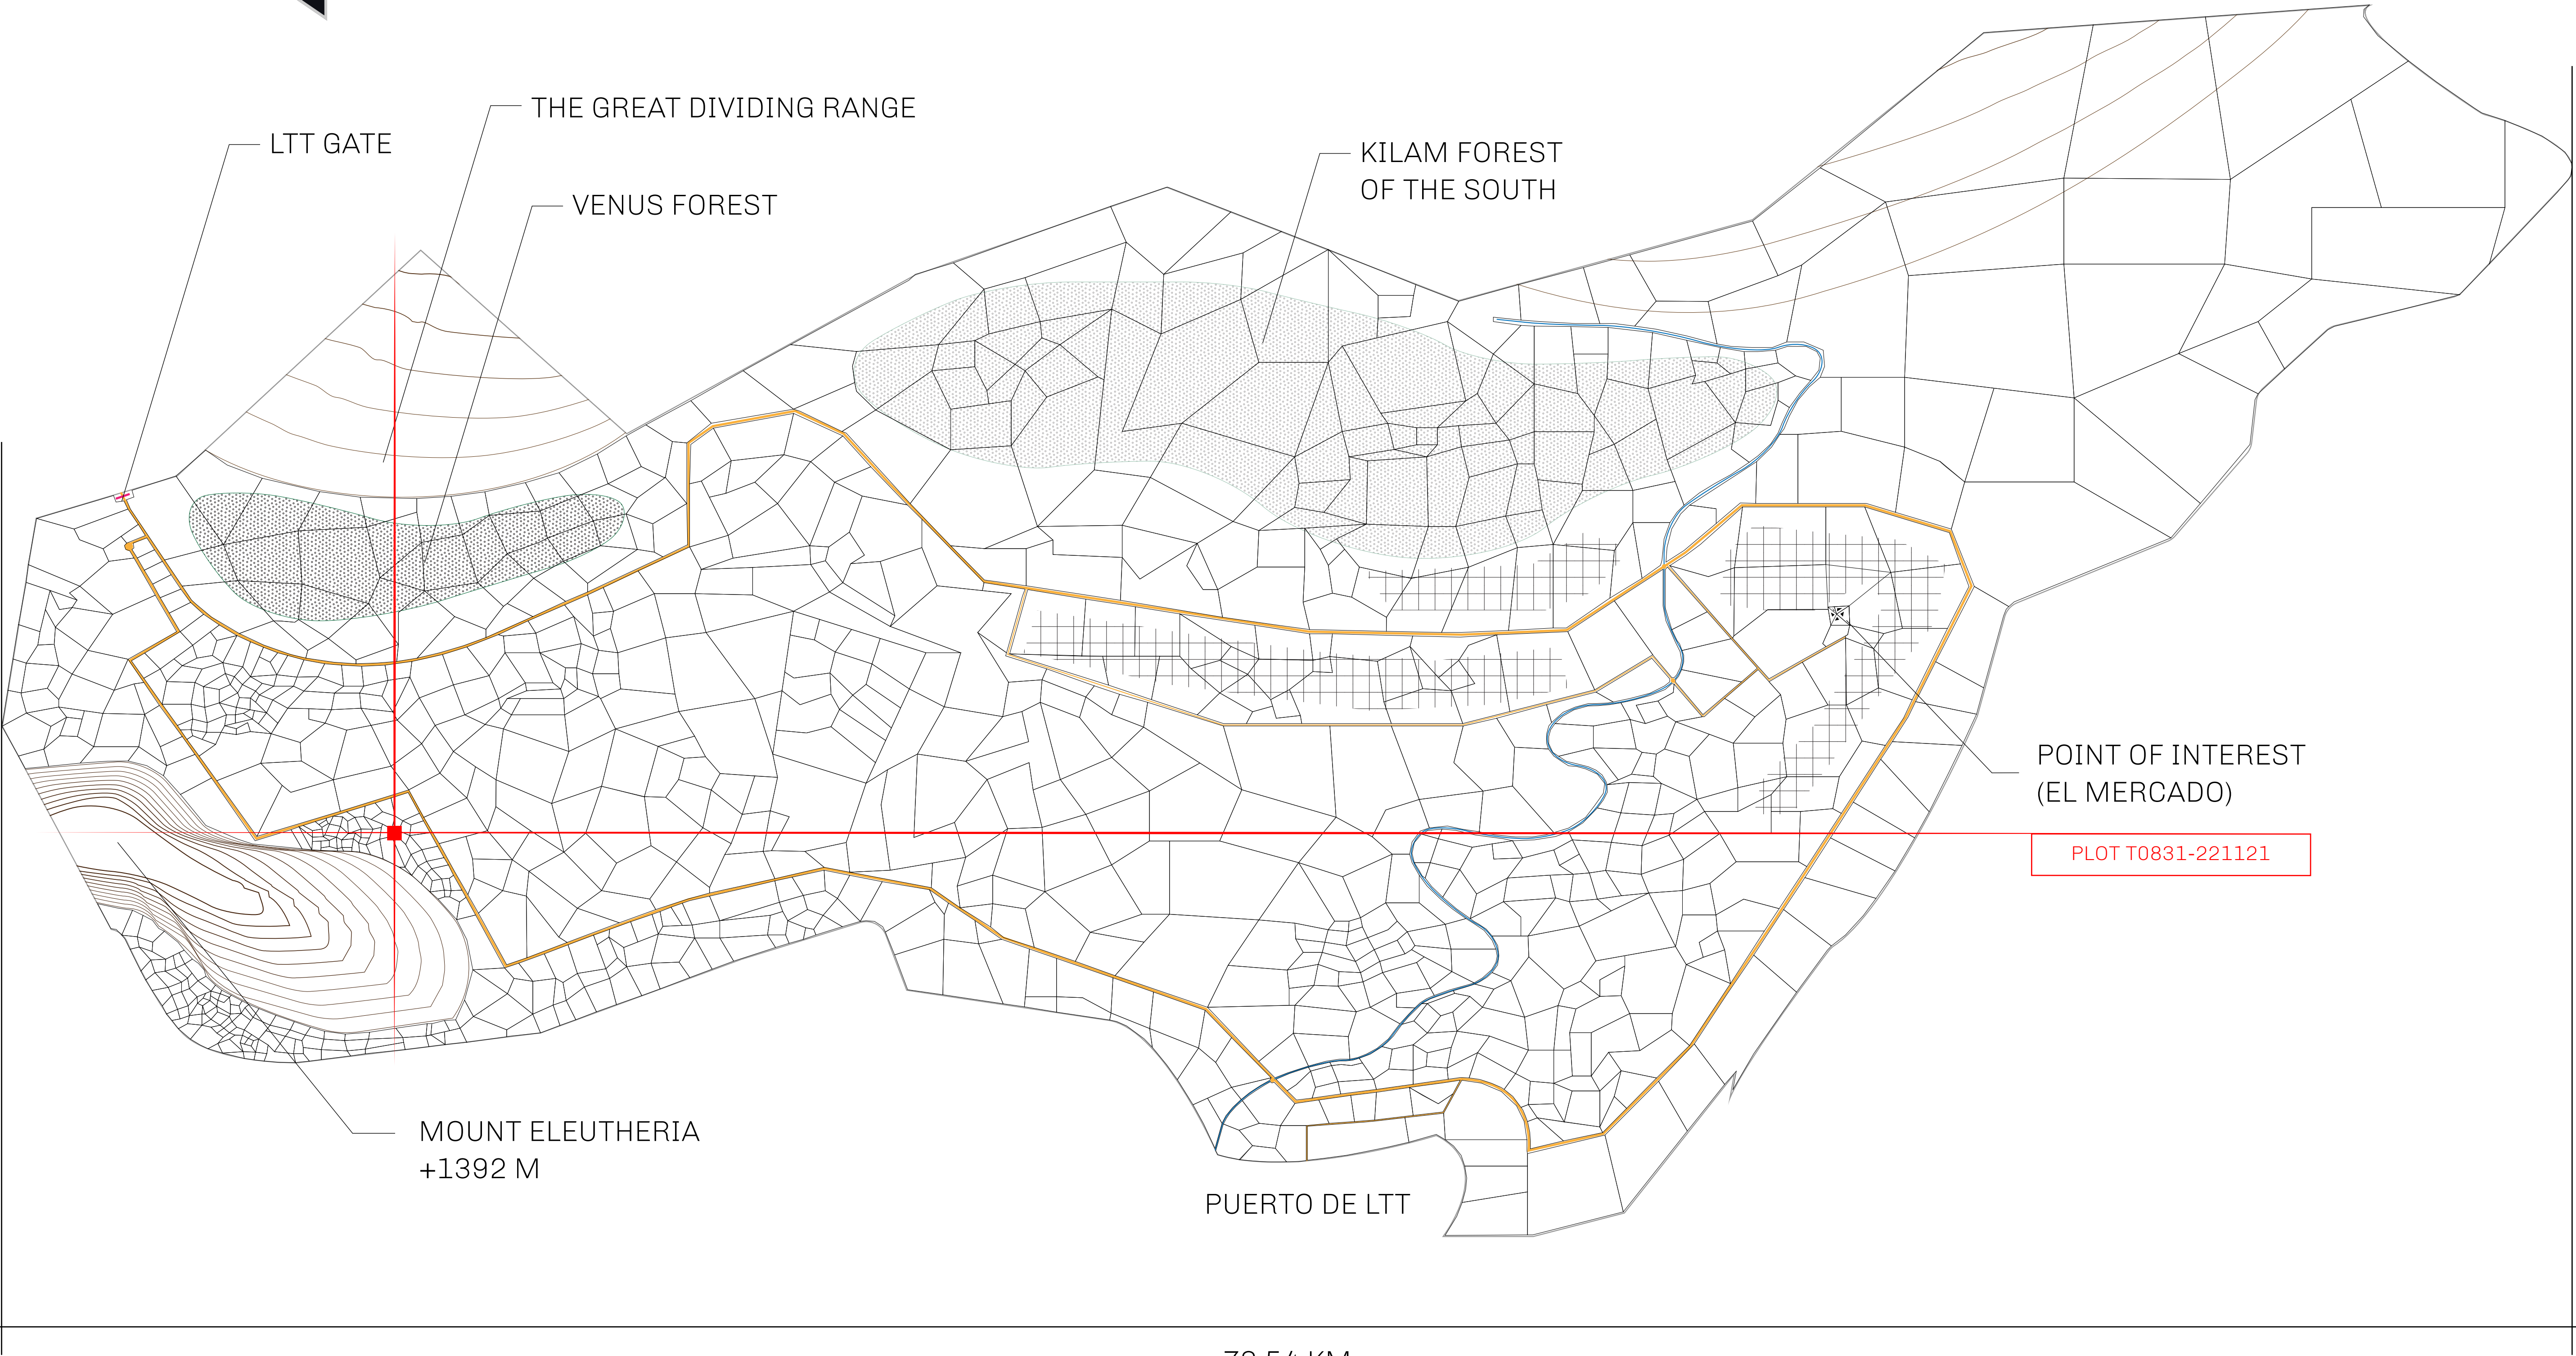 THE GREAT DIVIDING RANGE
LTT GATE
KILAM FOREST
OF THE SOUTH
VENUS FOREST
POINT OF INTEREST
(EL MERCADO)
PLOT T0831-221121
MOUNT ELEUTHERIA
+1392 M
PUERTO DE LTT
KM